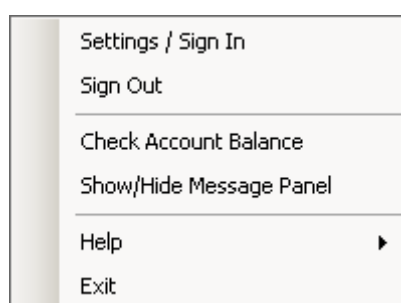 Settings / Sign In
Sign Out
Check Account Balance
Show/Hide Message Panel
Help
Exit